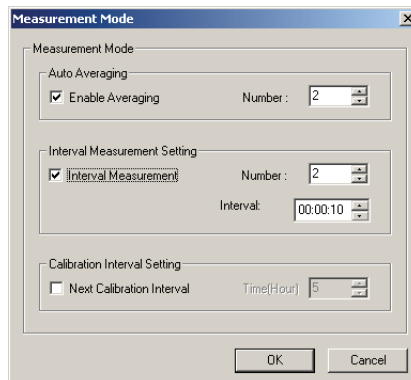 Measurement Mode
Measurement Mode
Auto Averaging
Enable Averaging Number : 2
Interval Measurement Setting
Interval Measurement Number : 2
Interval: 00:00:10
Calibration Interval Setting
Next Calibration Interval Time(Hour) 5
OK Cancel